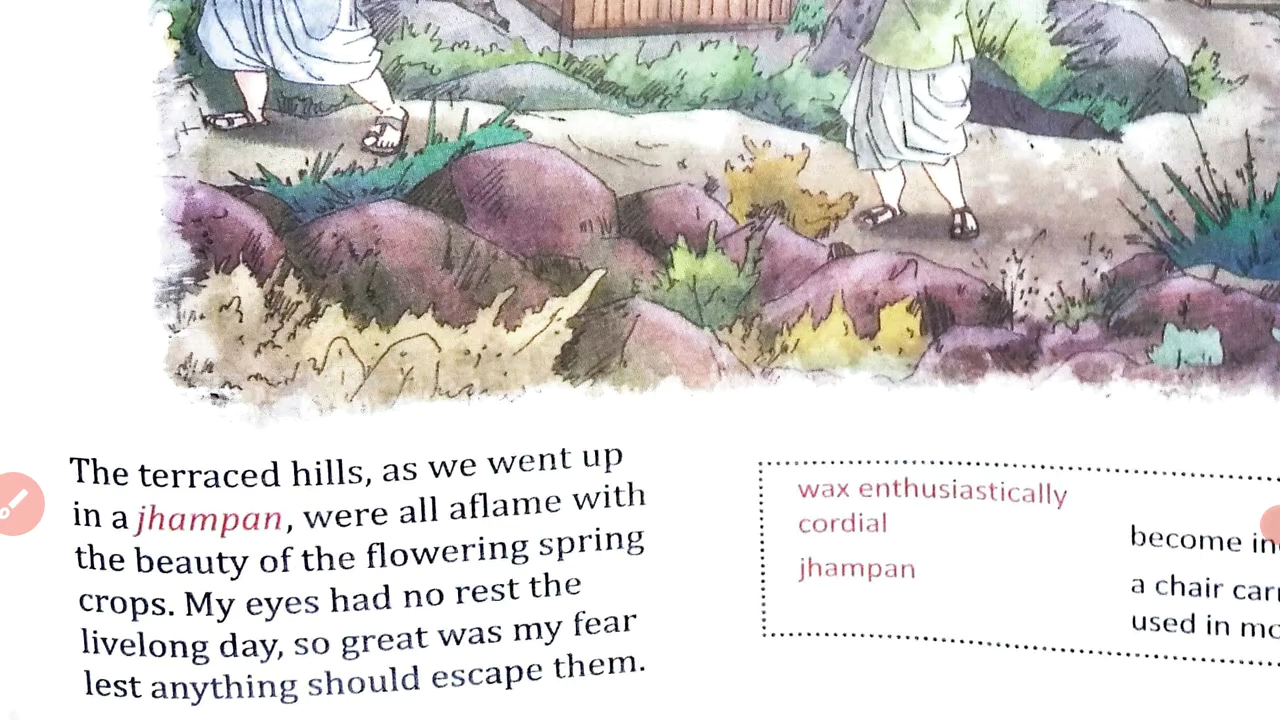 The terraced hills, as we went up
in a jhampan, were all aflame with
the beauty of the flowering spring
crops. My eyes had no rest the
livelong day, so great was my fear
lest anything should escape them.
wax enthusiastically
cordial
jhampan
become in
a chair car
used in mo